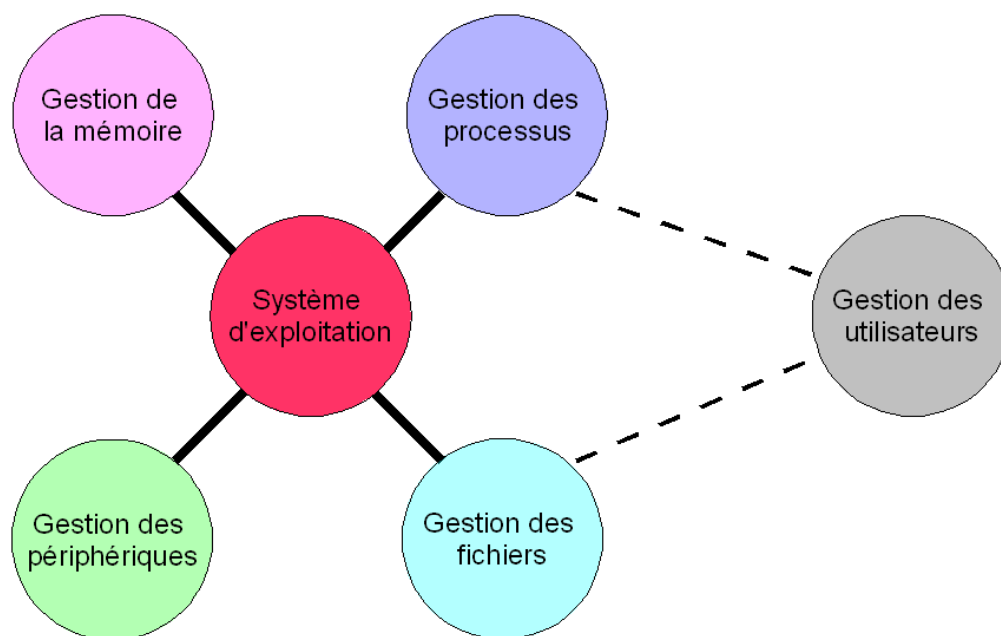 Gestion de
la mémoire
Gestion des
processus
Système
d'exploitation
Gestion des
utilisateurs
Gestion des
périphériques
Gestion des
fichiers